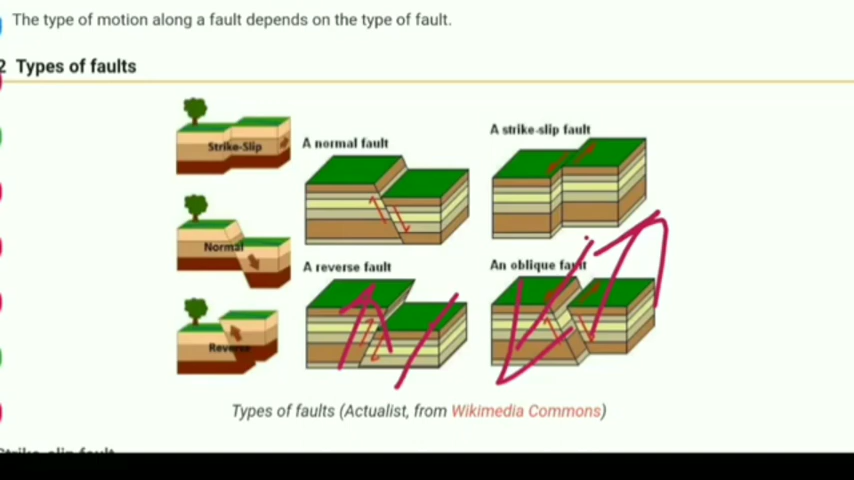 The type of motion along a fault depends on the type of fault.
2 Types of faults
Strike-Slip
A normal fault
A strike-slip fault
Normal
A reverse fault
An oblique fault
Reverse
Types of faults (Actualist, from Wikimedia Commons)